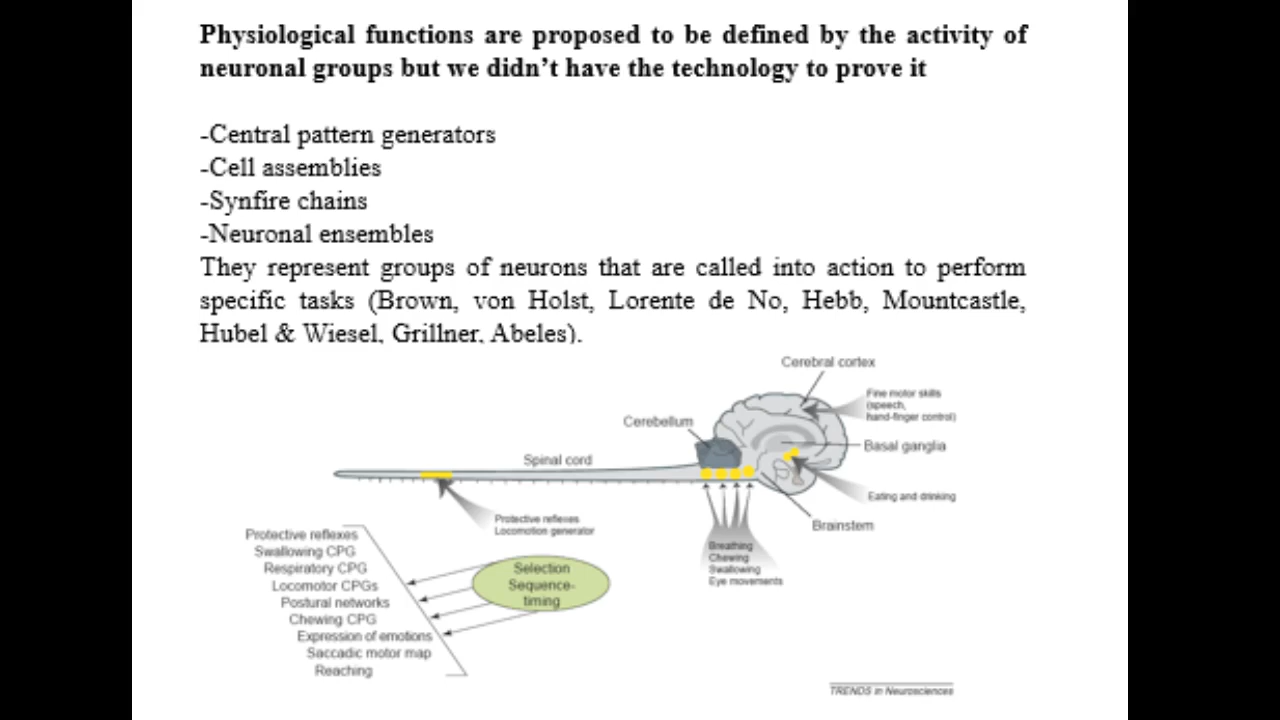 Physiological functions are proposed to be defined by the activity of
neuronal groups but we didn't have the technology to prove it
-Central pattern generators
-Cell assemblies
-Synfire chains
-Neuronal ensembles
They represent groups of neurons that are called into action to perform
specific tasks (Brown, von Holst, Lorente de No, Hebb, Mountcastle,
Hubel & Wiesel, Grillner, Abeles).
Cerebral cortex
Fine motor skills
(speech,
hand-finger control)
Cerebellum
Basal ganglia
Spinal cord
Eating and drinking
Protective reflexes
Locomotion generator
Brainstem
Breathing
Chewing
Swallowing
Eye movements
Protective reflexes
Swallowing CPG
Respiratory CPG
Locomotor CPGs
Postural networks
Chewing CPG
Expression of emotions
Saccadic motor map
Reaching
Selection
Sequence-
timing
TRENDS in Neurosciences